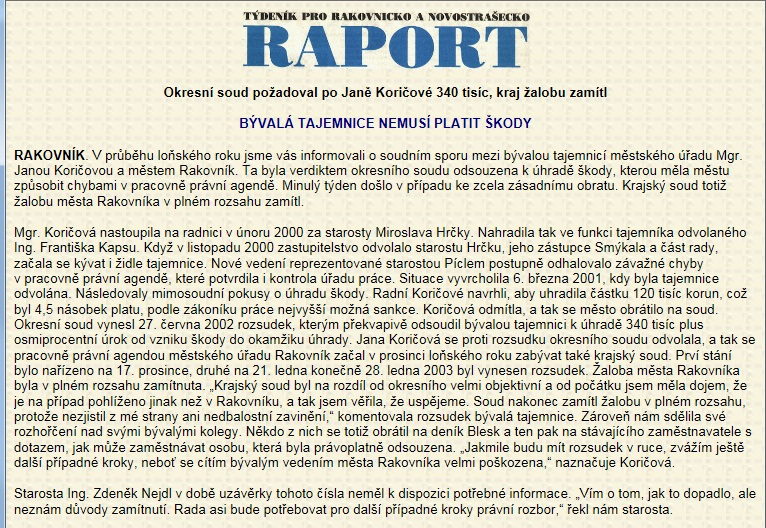 TÝDENÍK PRO RAKOVNICKO A NOVOSTRAŠECKO
RAPORT
Okresní soud požadoval po Janě Koričové 340 tisíc, kraj žalobu zamítl
BÝVALÁ TAJEMNICE NEMUSÍ PLATIT ŠKODY
RAKOVNÍK. V průběhu loňského roku jsme vás informovali o soudním sporu mezi bývalou tajemnicí městského úřadu Mgr.
Janou Koričovou a městem Rakovník. Ta byla verdiktem okresního soudu odsouzena k úhradě škody, kterou měla městu
způsobit chybami v pracovně právní agendě. Minulý týden došlo v případu ke zcela zásadnímu obratu. Krajský soud totiž
žalobu města Rakovníka v plném rozsahu zamítl.
Mgr. Koričová nastoupila na radnici v únoru 2000 za starosty Miroslava Hrčky. Nahradila tak ve funkci tajemníka odvolaného
Ing. Františka Kapsu. Když v listopadu 2000 zastupitelstvo odvolalo starostu Hrčku, jeho zástupce Smýkala a část rady,
začala se kývat i židle tajemnice. Nové vedení reprezentované starostou Píclem postupně odhalovalo závažné chyby
v pracovně právní agendě, které potvrdila i kontrola úřadu práce. Situace vyvrcholila 6. března 2001, kdy byla tajemnice
odvolána. Následovaly mimosoudní pokusy o úhradu škody. Radní Koričové navrhli, aby uhradila částku 120 tisíc korun, což
byl 4,5 násobek platu, podle zákoníku práce nejvyšší možná sankce. Koričová odmítla, a tak se město obrátilo na soud.
Okresní soud vynesl 27. června 2002 rozsudek, kterým překvapivě odsoudil bývalou tajemnici k úhradě 340 tisíc plus
osmiprocentní úrok od vzniku škody do okamžiku úhrady. Jana Koričová se proti rozsudku okresního soudu odvolala, a tak se
pracovně právní agendou městského úřadu Rakovník začal v prosinci loňského roku zabývat také krajský soud. První stání
bylo nařízeno na 17. prosince, druhé na 21. ledna konečně 28. ledna 2003 byl vynesen rozsudek. Žaloba města Rakovníka
byla v plném rozsahu zamítnuta. „Krajský soud byl na rozdíl od okresního velmi objektivní a od počátku jsem měla dojem, že
je na případ pohlíženo jinak než v Rakovníku, a tak jsem věřila, že uspějeme. Soud nakonec zamítl žalobu v plném rozsahu,
protože nezjistil z mé strany ani nedbalostní zavinění,“ komentovala rozsudek bývalá tajemnice. Zároveň nám sdělila své
rozhořčení nad svými bývalými kolegy. Někdo z nich se totiž obrátil na deník Blesk a ten pak na stávajícího zaměstnavatele s
dotazem, jak může zaměstnávat osobu, která byla právoplatně odsouzena. „Jakmile budu mít rozsudek v ruce, zvážím ještě
další případné kroky, neboť se cítím bývalým vedením města Rakovníka velmi poškozena,“ naznačuje Koričová.
Starosta Ing. Zdeněk Nejdl v době uzávěrky tohoto čísla neměl k dispozici potřebné informace. „Vím o tom, jak to dopadlo, ale
neznám důvody zamítnutí. Rada asi bude potřebovat pro další případné kroky právní rozbor,“ řekl nám starosta.